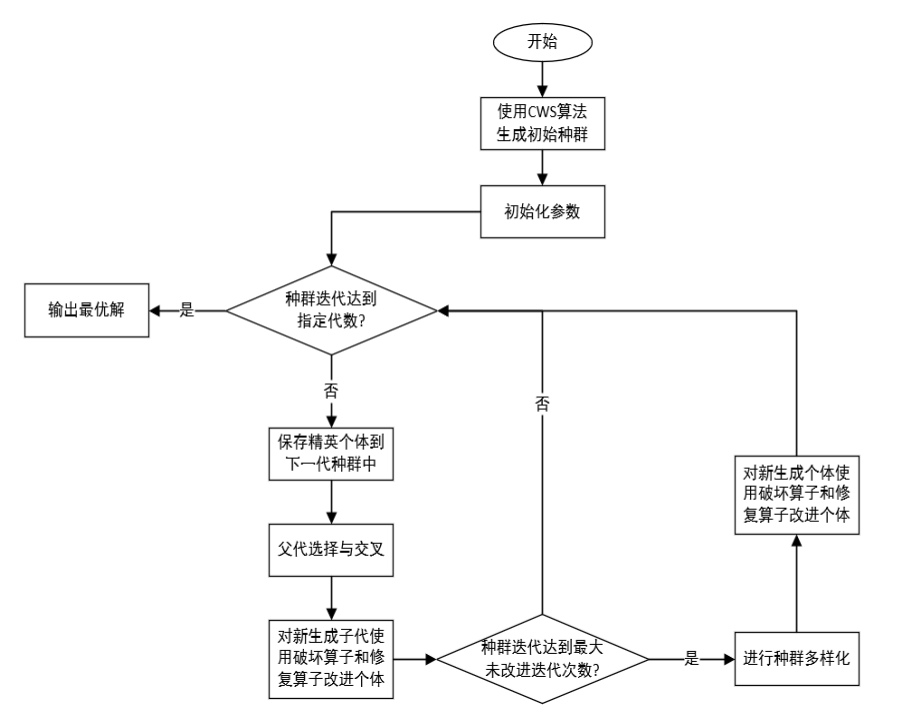 开始
使用CWS算法
生成初始种群
初始化参数
种群迭代达到
指定代数?
是
输出最优解
否
保存精英个体到
下一代种群中
父代选择与交叉
对新生成子代使
用破坏算子和修
复算子改进个体
种群迭代达到最大
未改进迭代次数?
否
是
进行种群多样化
对新生成个体使
用破坏算子和修
复算子改进个体